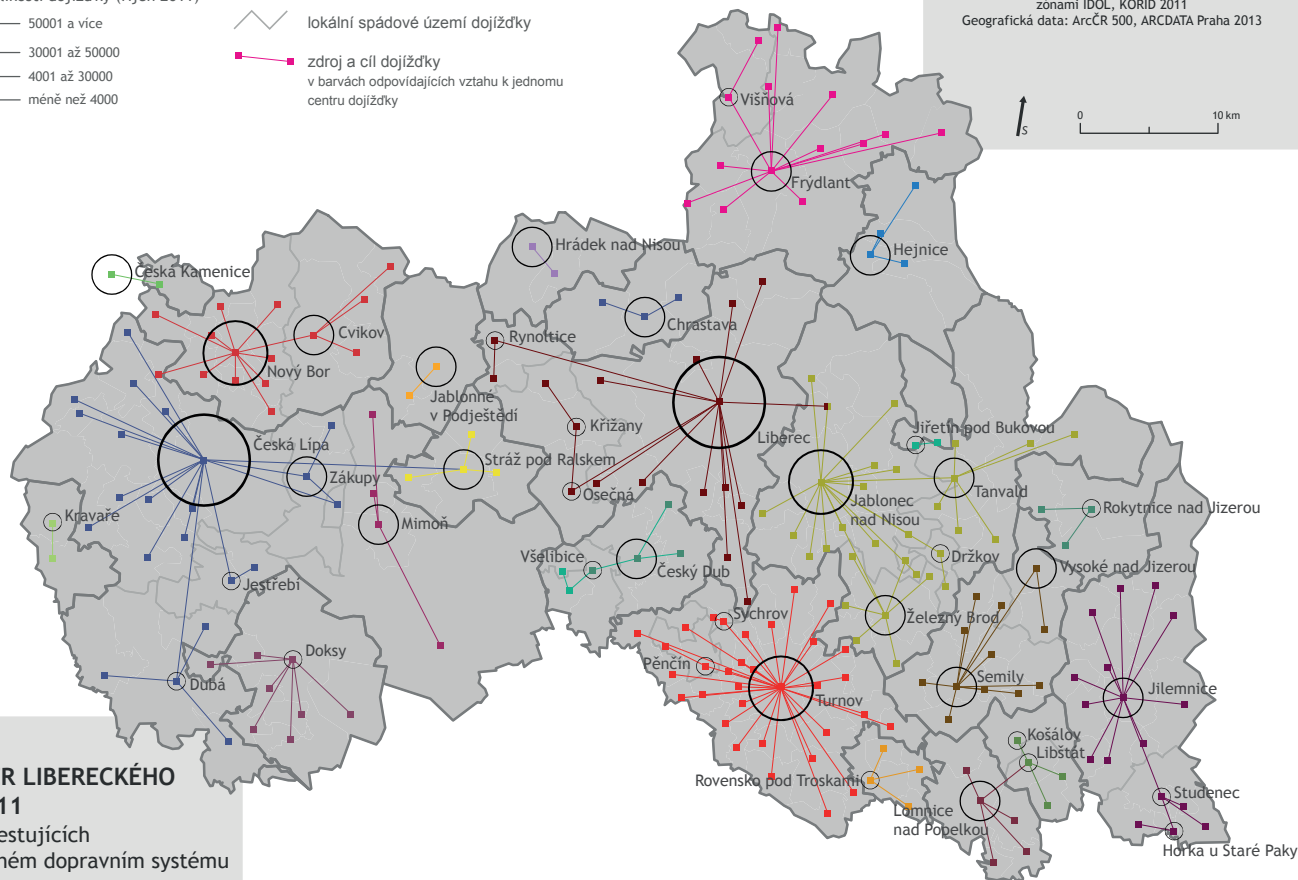 (říjen 2011)
50001 a více
30001 až 50000
4001 až 30000
méně než 4000
lokální spádové území dojížďky
zdroj a cíl dojížďky
v barvách odpovídajících vztahu k jednomu
centru dojížďky
zónami IDOL, KORID 2011
Geografická data: ArcČR 500, ARCDATA Praha 2013
S
0 10 km
Višňová
Frýdlant
Hejnice
Hrádek nad Nisou
Česká Kamenice
Chrastava
Cvikov
Rynoltice
Nový Bor
Jablonné
v Podještědí
Křižany
Liberec
Jiřetín pod Bukovou
Česká Lípa
Stráž pod Ralskem
Zákupy
Osečná
Jablonec
nad Nisou
Tanvald
Rokytnice nad Jizerou
Kravaře
Mimoň
Držkov
Všelibice
Český Dub
Vysoké nad Jizerou
Jestřebí
Sychrov
Železný Brod
Doksy
Pěnčín
Dubá
Turnov
Semily
Jilemnice
Košálov
Libštát
Rovensko pod Troskami
Studenec
Lomnice
nad Popelkou
Horka u Staré Paky
R LIBERECKÉHO
11
estujících
ném dopravním systému